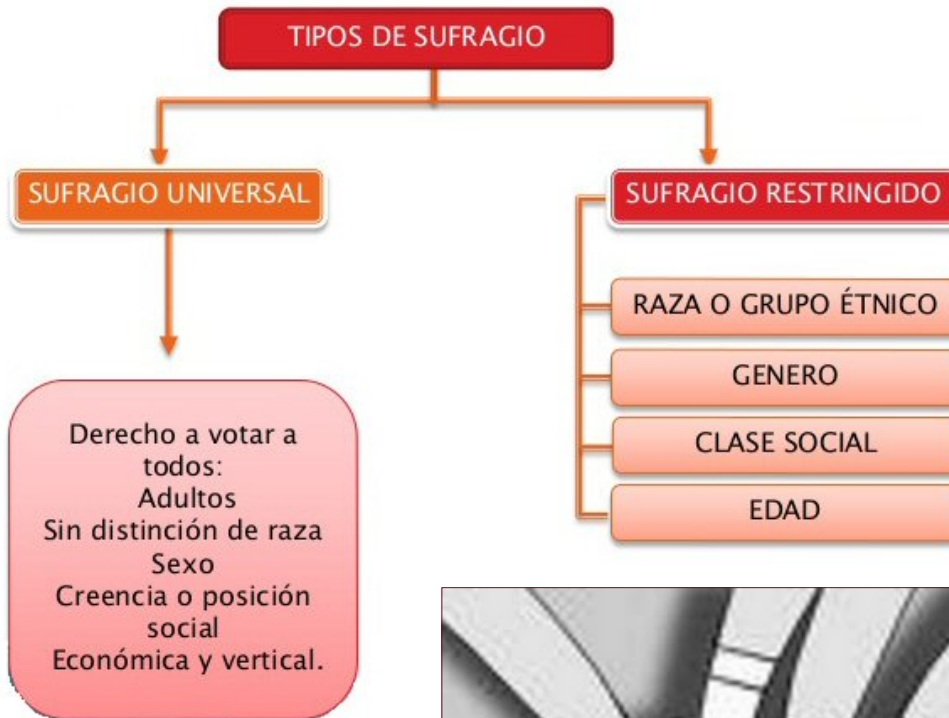 TIPOS DE SUFRAGIO
SUFRAGIO UNIVERSAL
Derecho a votar a
todos:
Adultos
Sin distinción de raza
Sexo
Creencia o posición
social
Económica y vertical.
SUFRAGIO RESTRINGIDO
RAZA O GRUPO ÉTNICO
GENERO
CLASE SOCIAL
EDAD